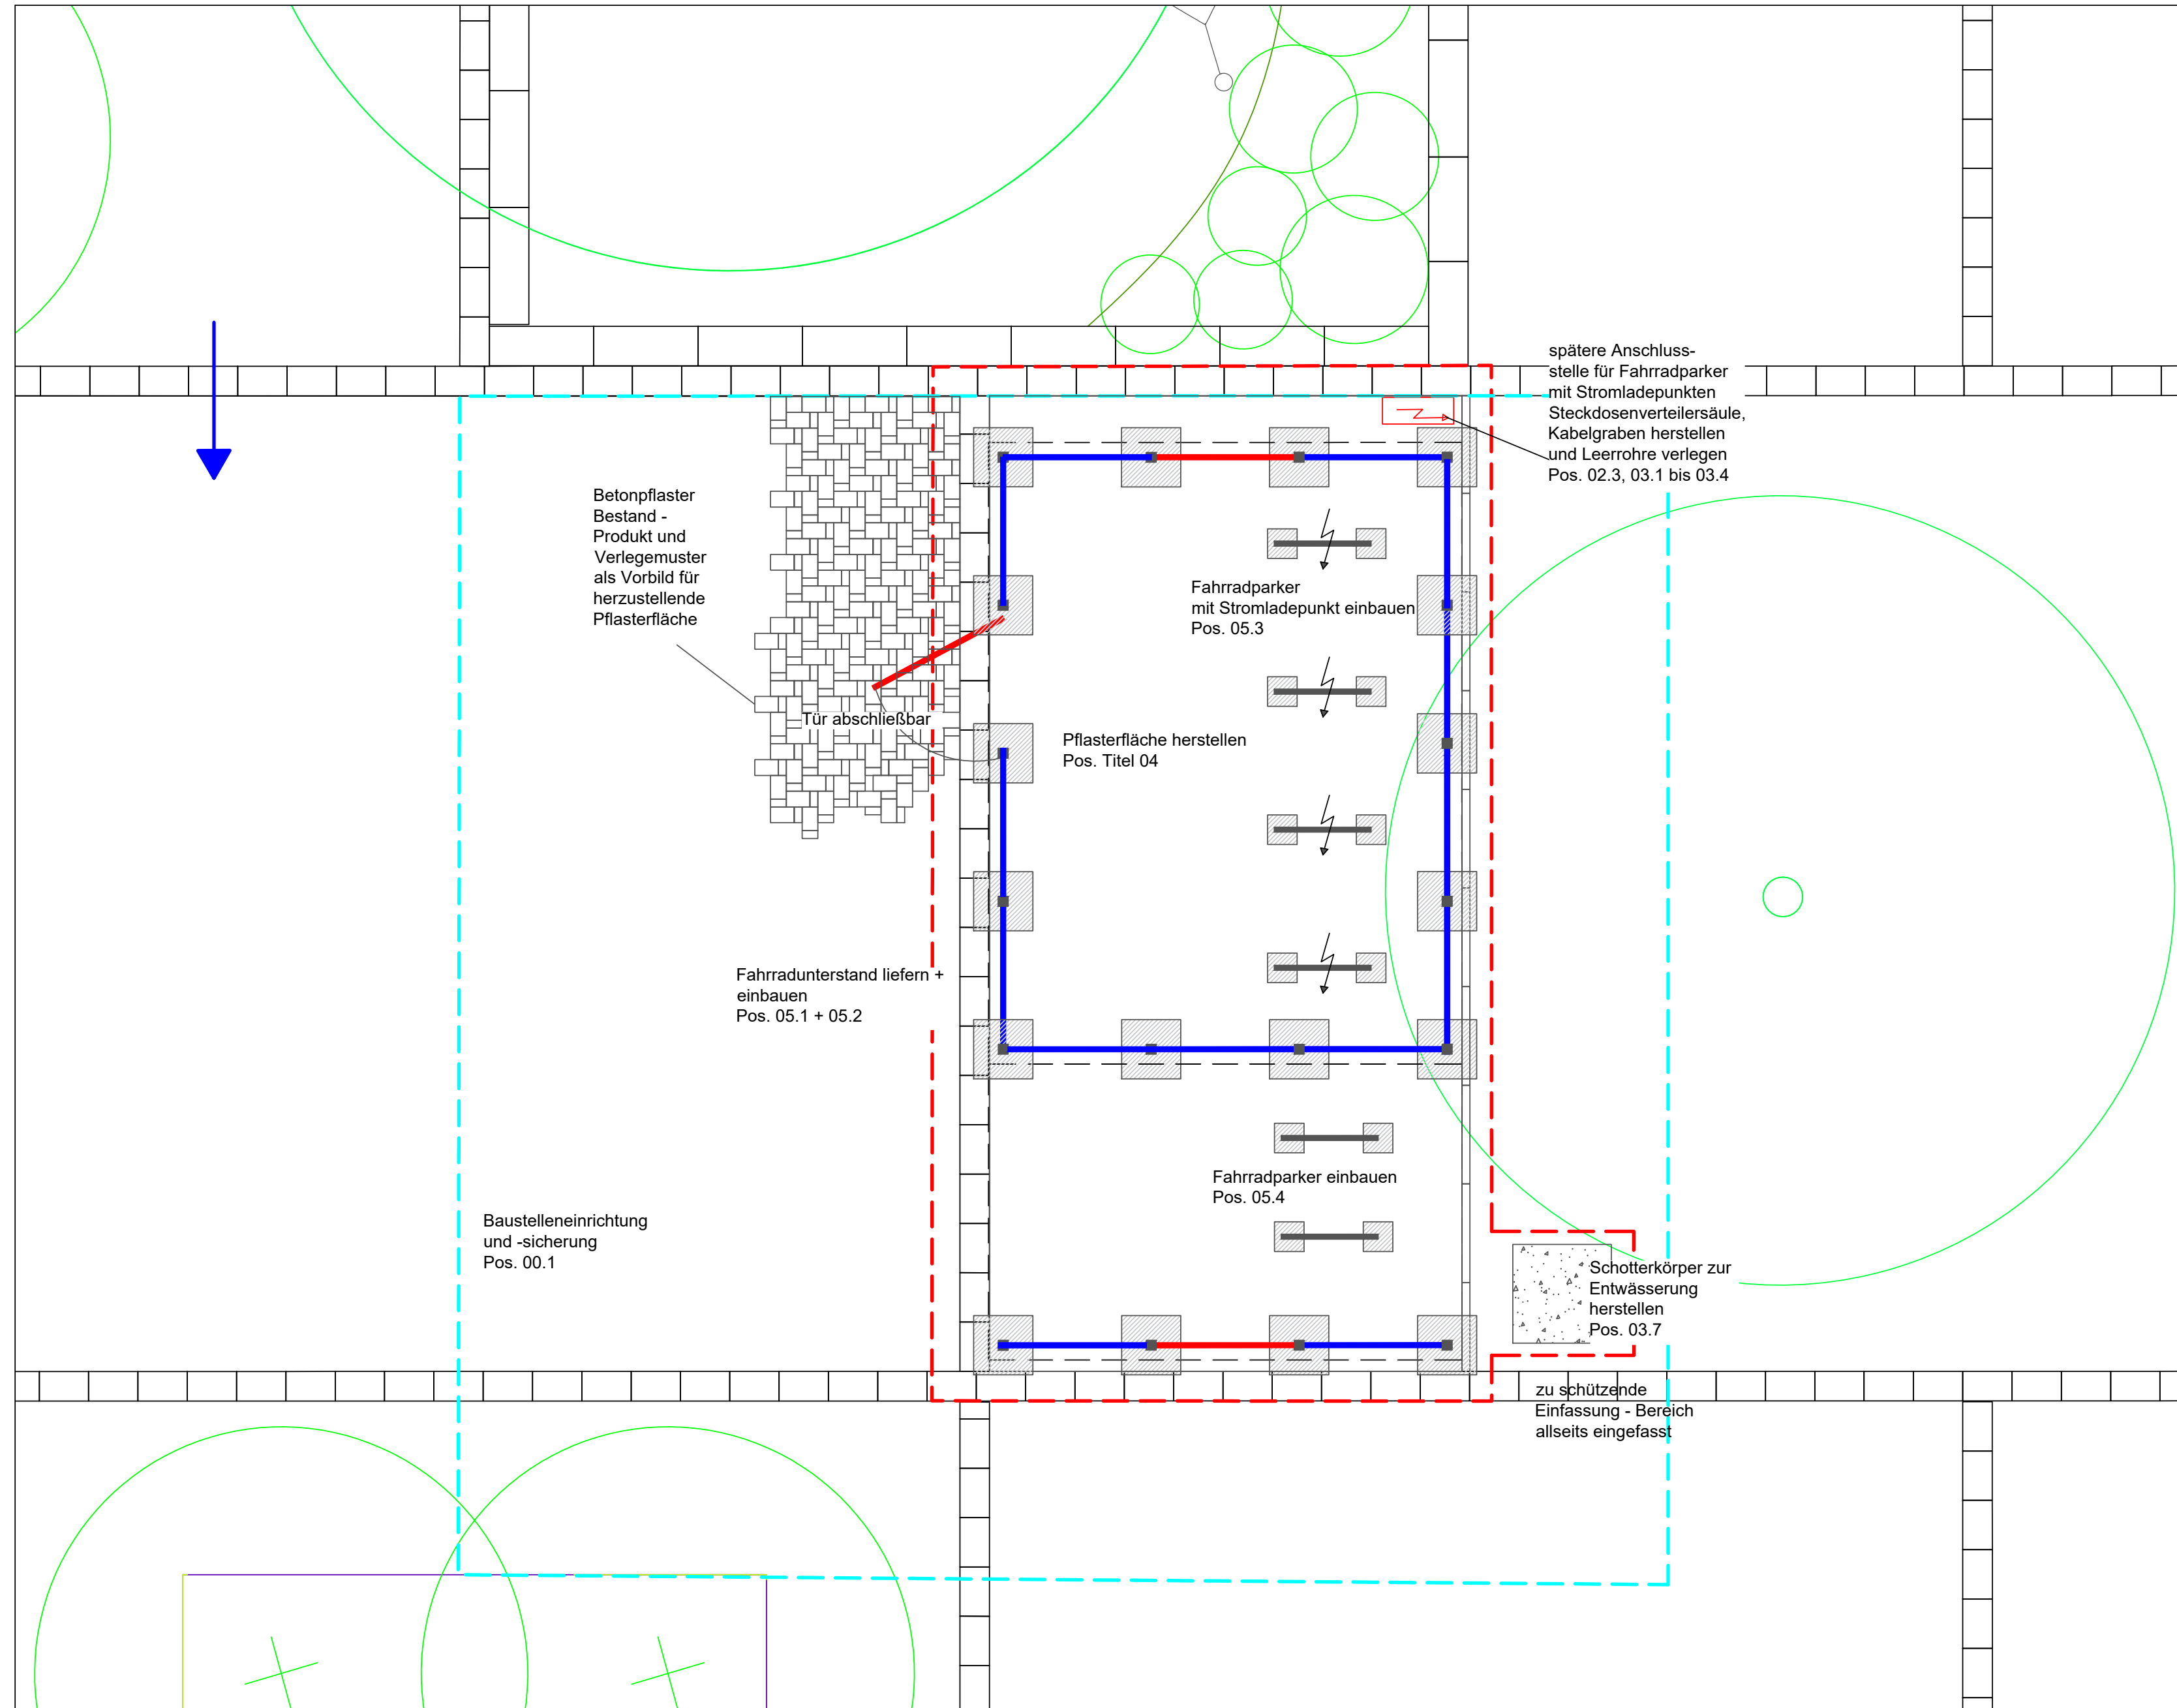 spätere Anschluss-
stelle für Fahrradparker
mit Stromladepunkten
Steckdosenverteilersäule,
Kabelgraben herstellen
und Leerrohre verlegen
Pos. 02.3, 03.1 bis 03.4
Betonpflaster
Bestand -
Produkt und
Verlegemuster
als Vorbild für
herzustellende
Pflasterfläche
Fahrradparker
mit Stromladepunkt einbauen
Pos. 05.3
Tür abschließbar
Pflasterfläche herstellen
Pos. Titel 04
Fahrradunterstand liefern +
einbauen
Pos. 05.1 + 05.2
Fahrradparker einbauen
Pos. 05.4
Baustelleneinrichtung
und -sicherung
Pos. 00.1
Schotterkörper zur
Entwässerung
herstellen
Pos. 03.7
zu schützende
Einfassung - Bereich
allseits eingefasst